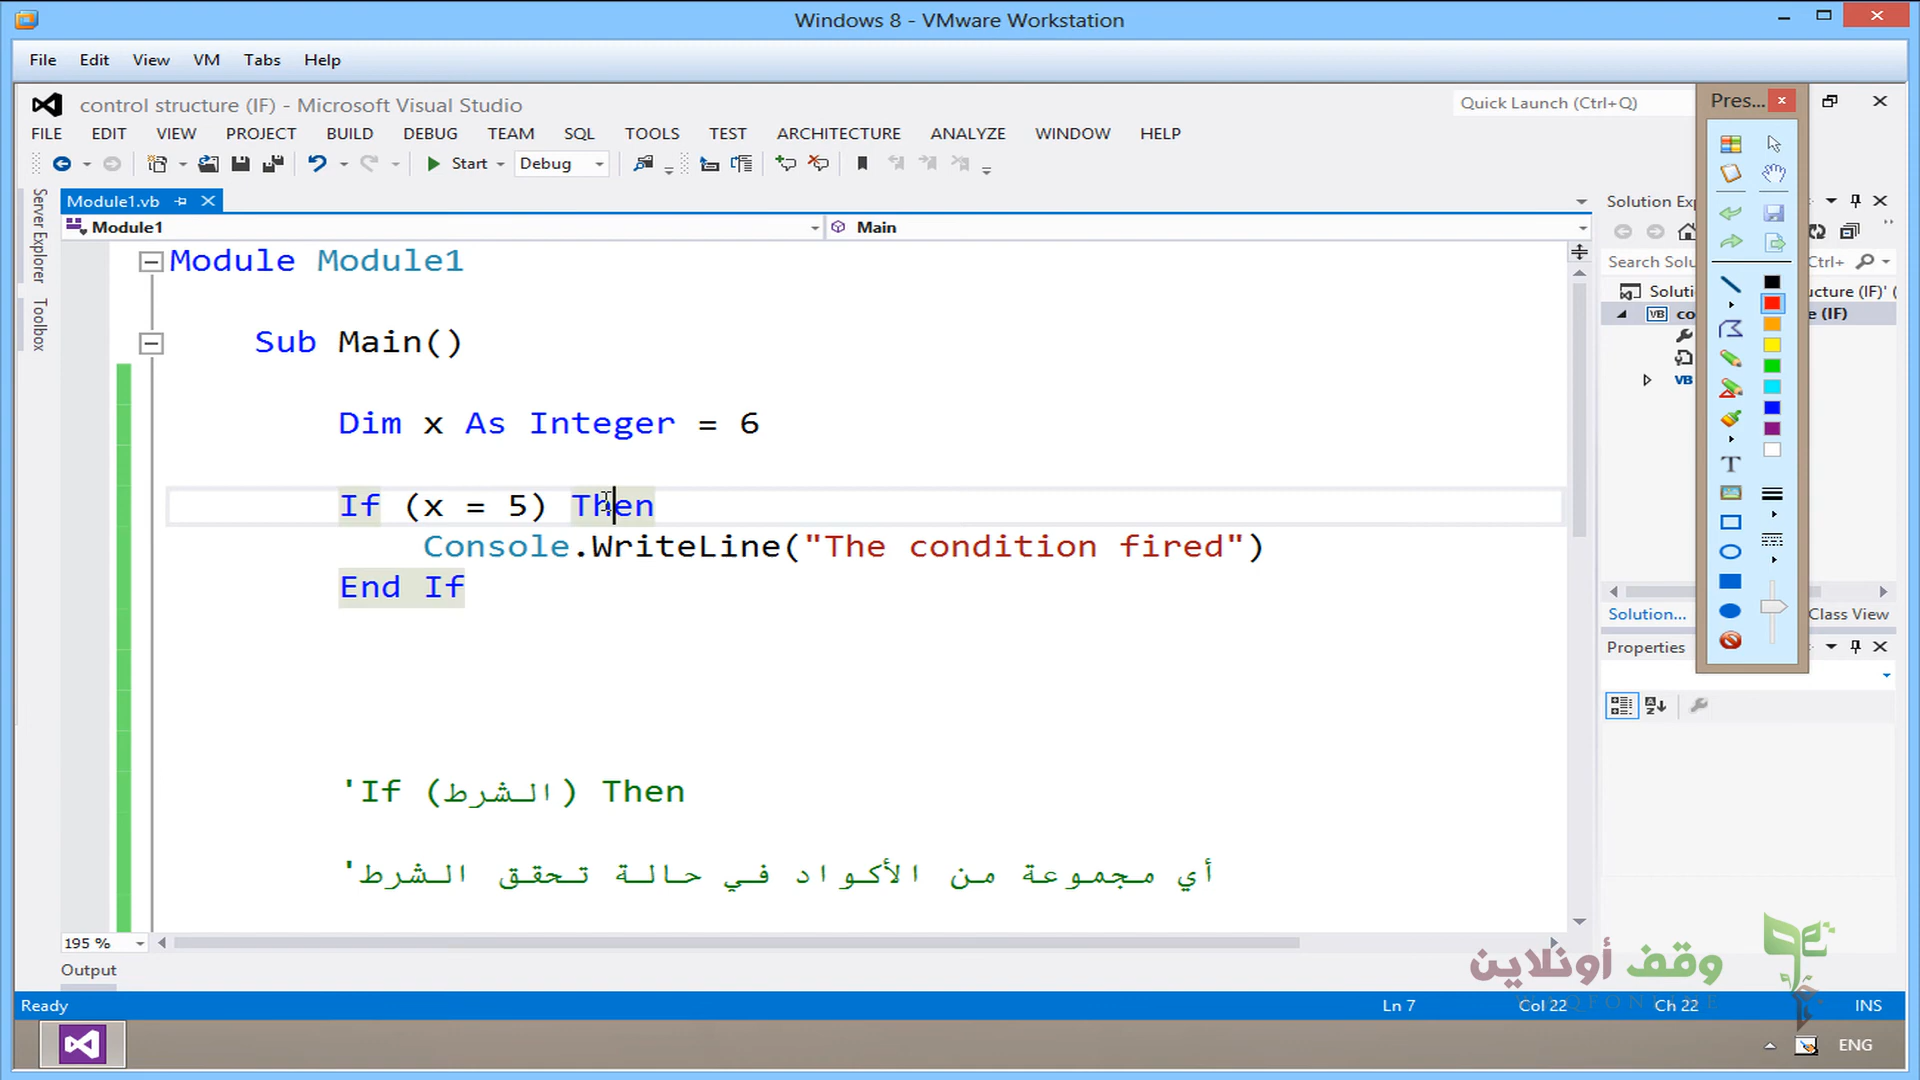 Windows 8 - VMware Workstation
File Edit View VM Tabs Help
control structure (IF) - Microsoft Visual Studio
Quick Launch (Ctrl+Q)
Pres...
FILE EDIT VIEW PROJECT BUILD DEBUG TEAM SQL TOOLS TEST ARCHITECTURE ANALYZE WINDOW HELP
Start Debug
Server Explorer
Toolbox
Module1.vb
Solution Exp
Module1
Main
Search Solu
Ctrl+
Module Module1
Soluti
ucture (IF)' (
co
e (IF)
Sub Main()
Dim x As Integer = 6
If (x = 5) Then
Console.WriteLine("The condition fired")
End If
Solution...
Class View
Properties
'If (الشرط) Then
'أي مجموعة من الأكواد في حالة تحقق الشرط
195 %
Output
وقف أونلاين
WAQFONLINE
Ready
Ln 7
Col 22
Ch 22
INS
ENG